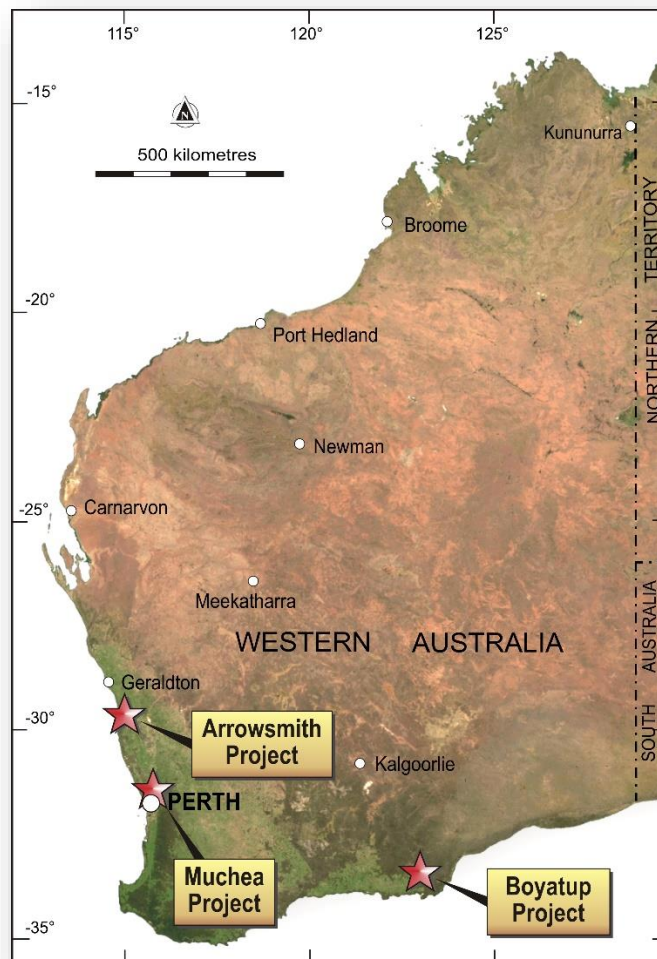 115°
120°
125°
-15°
N
500 kilometres
Kununurra
Broome
NORTHERN TERRITORY
-20°
Port Hedland
Newman
-25°
Carnarvon
Meekatharra
WESTERN AUSTRALIA
SOUTH AUSTRALIA
Geraldton
-30°
Arrowsmith
Project
Kalgoorlie
PERTH
Muchea
Project
Boyatup
Project
-35°